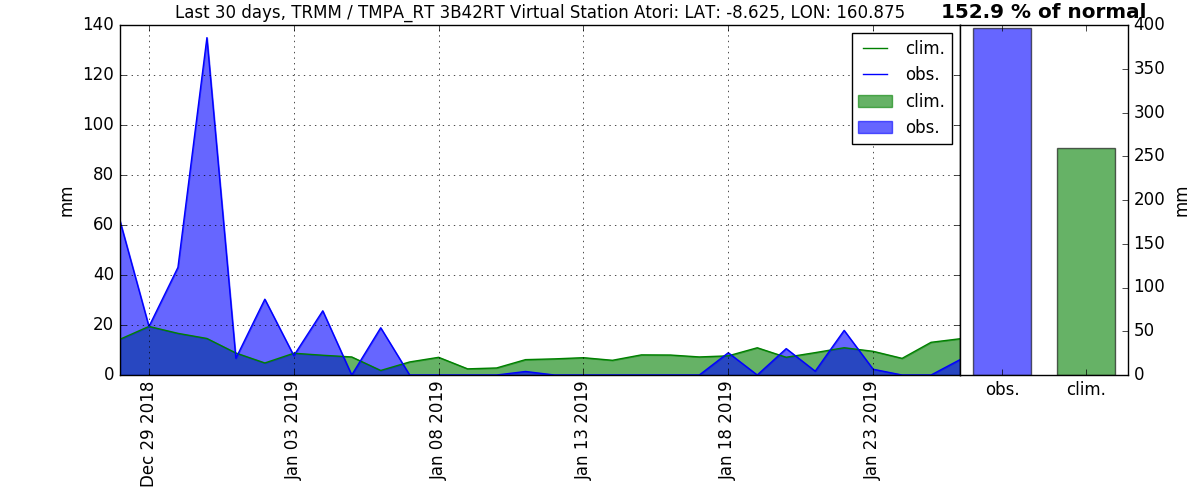 Last 30 days, TRMM / TMPA_RT 3B42RT Virtual Station Atori: LAT: -8.625, LON: 160.875
152.9 % of normal
140
120
100
80
60
40
20
0
mm
clim.
obs.
clim.
obs.
Dec 29 2018
Jan 03 2019
Jan 08 2019
Jan 13 2019
Jan 18 2019
Jan 23 2019
400
350
300
250
200
150
100
50
0
mm
obs.
clim.